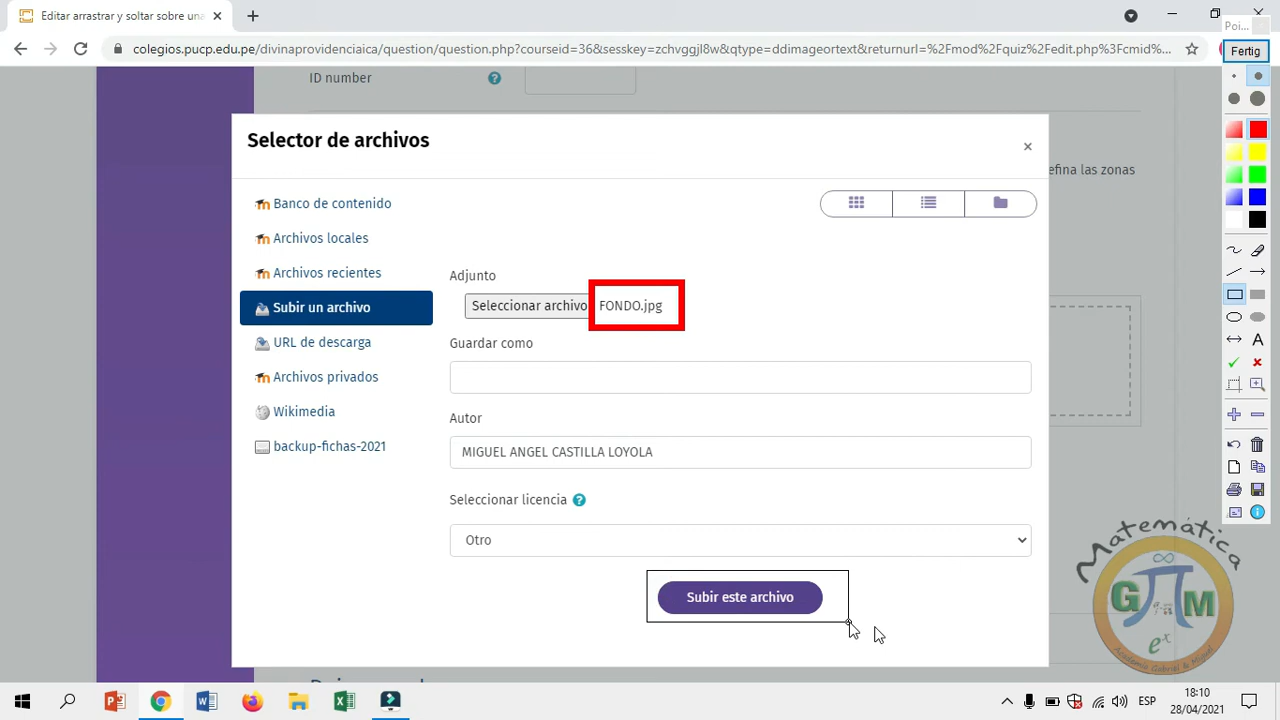 Editar arrastrar y soltar sobre una
colegios.pucp.edu.pe/divinaprovidenciaica/question/question.php?courseid=36&sesskey=zchvggjl8w&qtype=ddimageortext&returnurl=%2Fmod%2Fquiz%2Fedit.php%3Fcmid%...
Poi...
Fertig
ID number
Selector de archivos
efina las zonas
Banco de contenido
Archivos locales
Archivos recientes
Subir un archivo
URL de descarga
Archivos privados
Wikimedia
backup-fichas-2021
Adjunto
Seleccionar archivo
FONDO.jpg
Guardar como
Autor
MIGUEL ANGEL CASTILLA LOYOLA
Seleccionar licencia
Otro
Subir este archivo
Matemática
G π M
e^x
Academia Gabriel & Miguel
ESP
18:10
28/04/2021